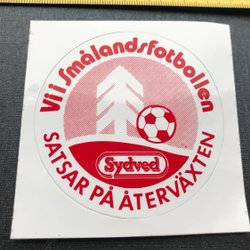 Vi i Smålandsfotbollen
Sydved
SATSAR PÅ ÅTERVÄXTEN